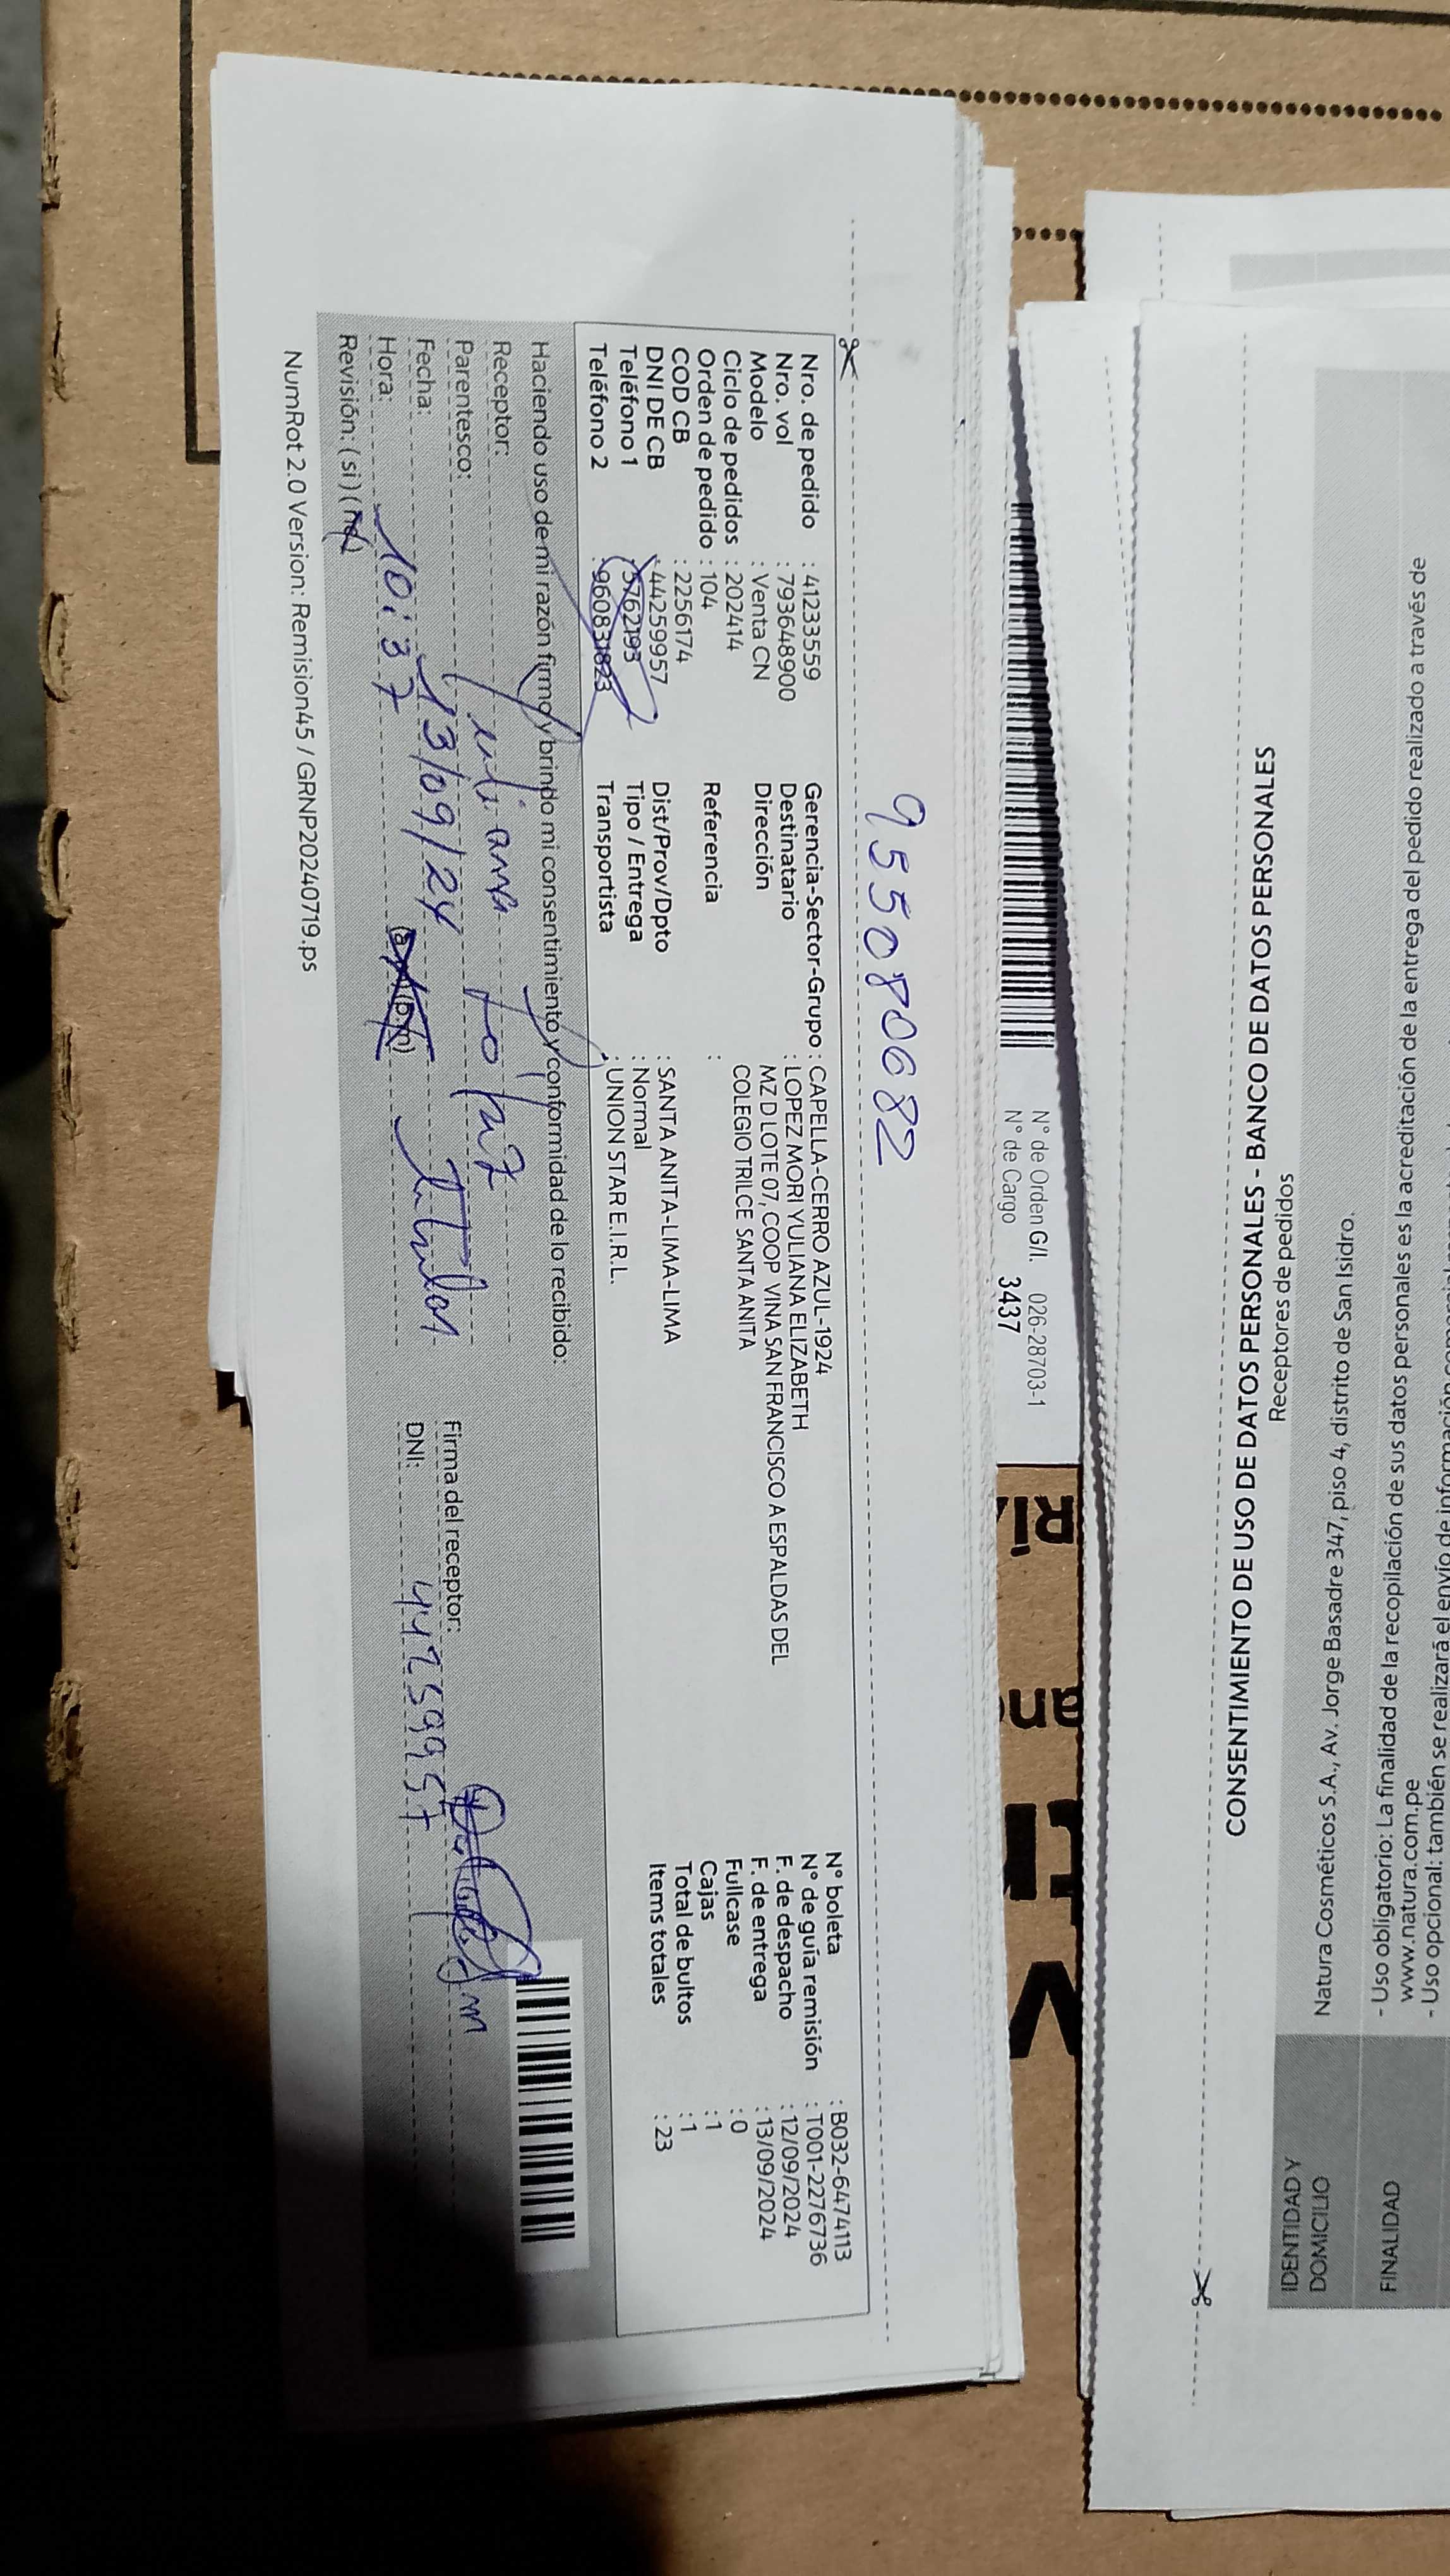 955080682
Nro. de pedido : 41233559
Nro. vol : 793648900
Modelo : Venta CN
Ciclo de pedidos : 202414
Orden de pedido : 104
COD CB : 2256174
DNI DE CB : 44259957
Teléfono 1 : 5762193
Teléfono 2 : 960831823
Gerencia-Sector-Grupo : CAPELLA-CERRO AZUL-1924
Destinatario : LOPEZ MORI YULIANA ELIZABETH
Dirección MZ D LOTE 07, COOP VINA SAN FRANCISCO A ESPALDAS DEL
COLEGIO TRILCE SANTA ANITA
Referencia :
Dist/Prov/Dpto : SANTA ANITA-LIMA-LIMA
Tipo / Entrega : Normal
Transportista : UNION STAR E.I.R.L.
N° boleta : B032-6474113
N° de guía remisión : T001-2276736
F. de despacho : 12/09/2024
F. de entrega : 13/09/2024
Fullcase : 0
Cajas : 1
Total de bultos : 1
Items totales : 23
Haciendo uso de mi razón firmo y brindo mi consentimiento y conformidad de lo recibido:
Receptor:
Parentesco: Titular
Fecha: 13/09/24
Hora: 10:37 (p.m)
Revisión: (si) (no)
Firma del receptor:
DNI: 44259957
NumRot 2.0 Version: Remision45 / GRNP20240719.ps
N° de Orden G/I. 026-28703-1
N° de Cargo 3437
CONSENTIMIENTO DE USO DE DATOS PERSONALES - BANCO DE DATOS PERSONALES
Receptores de pedidos
IDENTIDAD Y
DOMICILIO
Natura Cosméticos S.A., Av. Jorge Basadre 347, piso 4, distrito de San Isidro.
FINALIDAD
- Uso obligatorio: La finalidad de la recopilación de sus datos personales es la acreditación de la entrega del pedido realizado a través de
www.natura.com.pe
- Uso opcional: también se realizará el envío de información